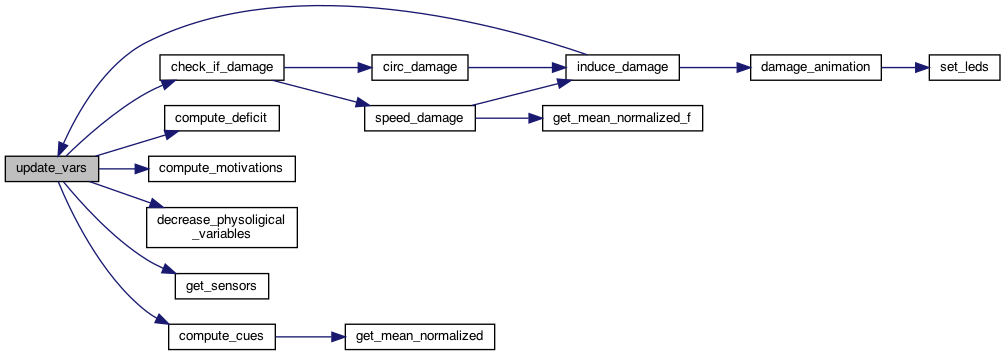 check_if_damage
circ_damage
induce_damage
damage_animation
set_leds
compute_deficit
speed_damage
get_mean_normalized_f
update_vars
compute_motivations
decrease_physoligical
_variables
get_sensors
compute_cues
get_mean_normalized